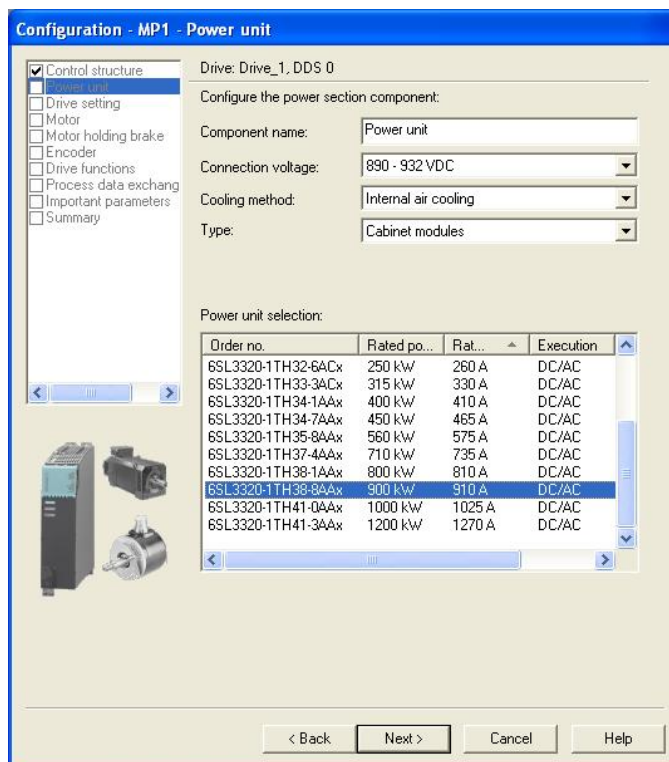 Configuration - MP1 - Power unit
Control structure
Power unit
Drive setting
Motor
Motor holding brake
Encoder
Drive functions
Process data exchang
Important parameters
Summary
Drive: Drive_1, DDS 0
Configure the power section component:
Component name: Power unit
Connection voltage: 890 - 932 VDC
Cooling method: Internal air cooling
Type: Cabinet modules
Power unit selection:
Order no. Rated po... Rat... Execution
6SL3320-1TH32-6ACx 250 kW 260 A DC/AC
6SL3320-1TH33-3ACx 315 kW 330 A DC/AC
6SL3320-1TH34-1AAx 400 kW 410 A DC/AC
6SL3320-1TH34-7AAx 450 kW 465 A DC/AC
6SL3320-1TH35-8AAx 560 kW 575 A DC/AC
6SL3320-1TH37-4AAx 710 kW 735 A DC/AC
6SL3320-1TH38-1AAx 800 kW 810 A DC/AC
6SL3320-1TH38-8AAx 900 kW 910 A DC/AC
6SL3320-1TH41-0AAx 1000 kW 1025 A DC/AC
6SL3320-1TH41-3AAx 1200 kW 1270 A DC/AC
< Back Next > Cancel Help